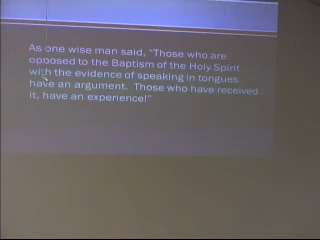 As one wise man said, "Those who are
opposed to the Baptism of the Holy Spirit
with the evidence of speaking in tongues
have an argument. Those who have received
it, have an experience!"